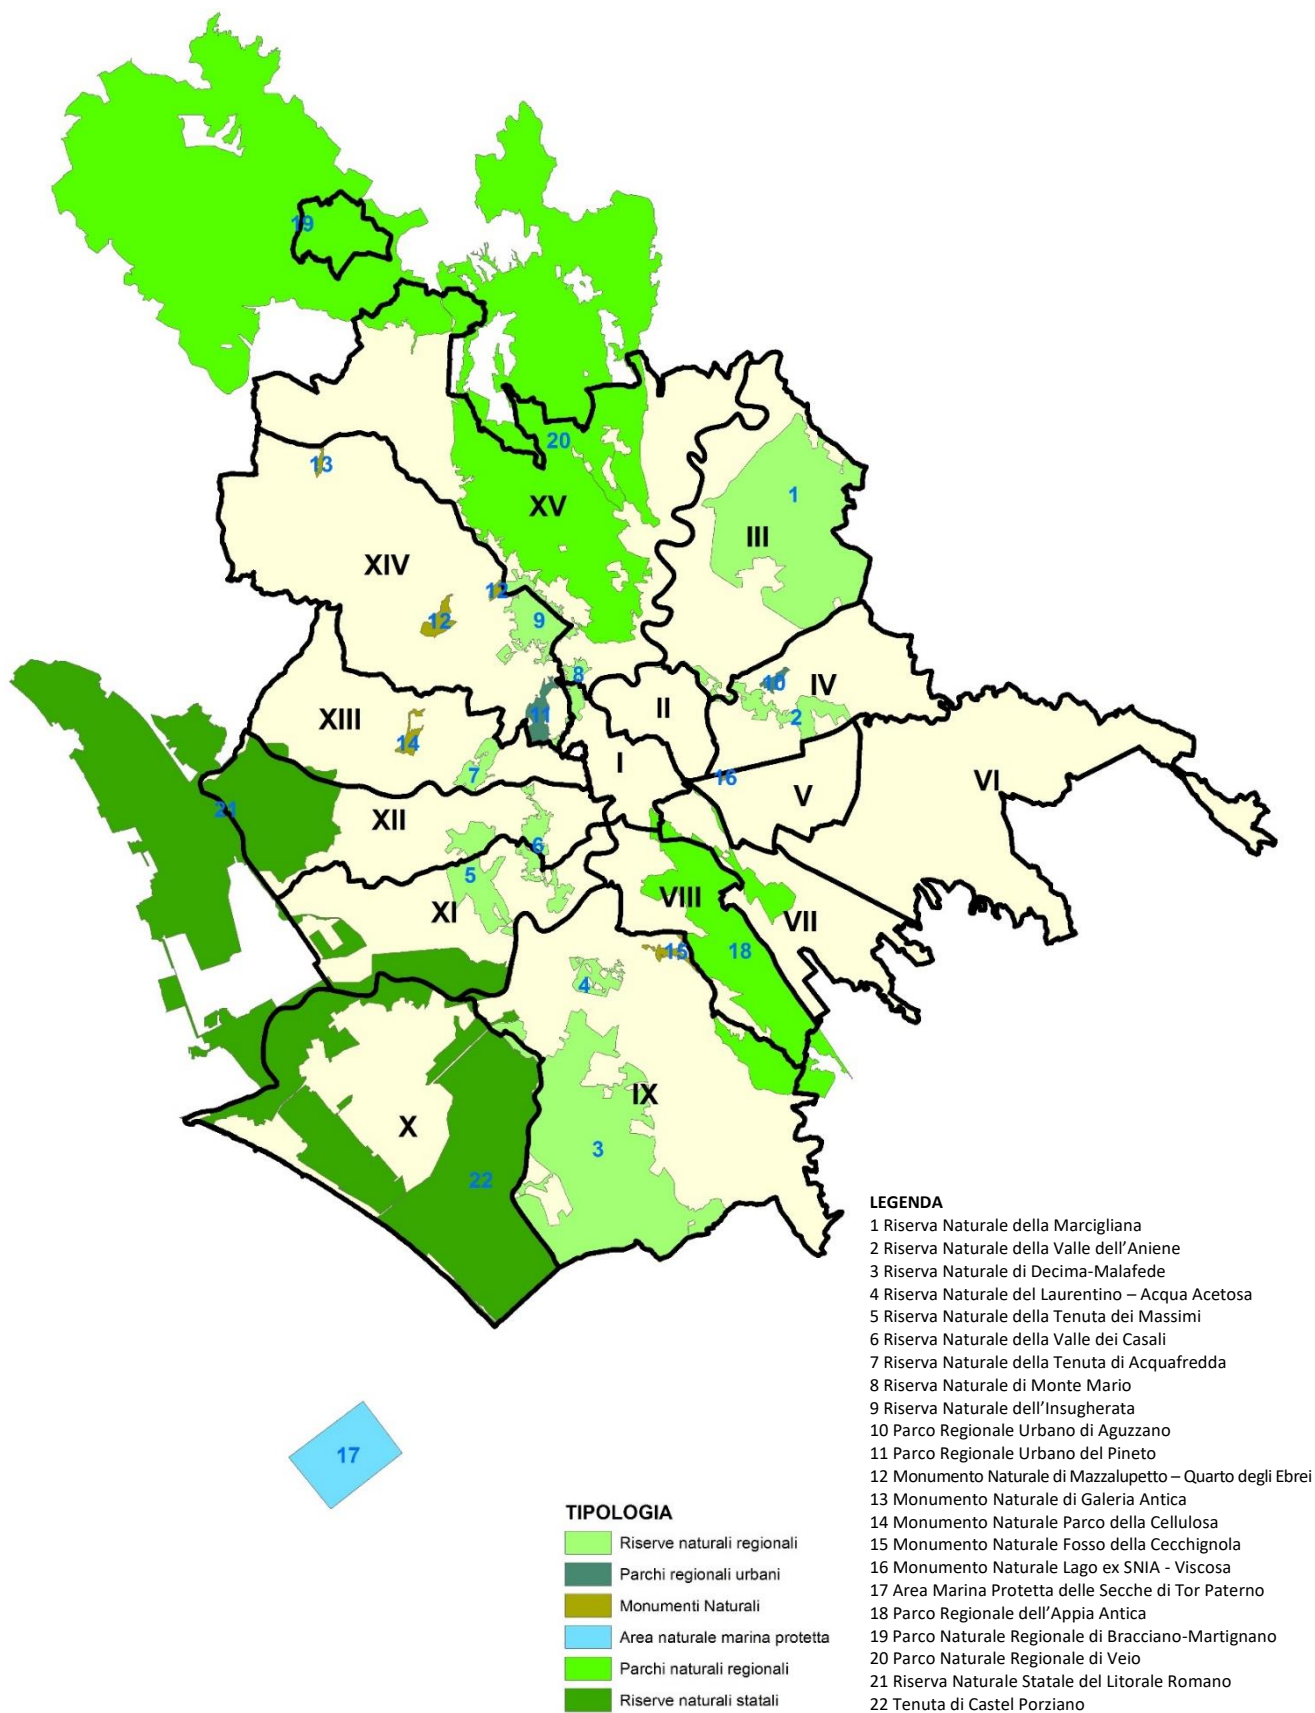 19
20
13
1
XV
III
XIV
12
12
9
8
10
IV
II
2
XIII
11
14
7
I
16
V
VI
21
XII
6
5
XI
VIII
VII
15
18
4
IX
X
3
22
17
LEGENDA
1 Riserva Naturale della Marcigliana
2 Riserva Naturale della Valle dell’Aniene
3 Riserva Naturale di Decima-Malafede
4 Riserva Naturale del Laurentino – Acqua Acetosa
5 Riserva Naturale della Tenuta dei Massimi
6 Riserva Naturale della Valle dei Casali
7 Riserva Naturale della Tenuta di Acquafredda
8 Riserva Naturale di Monte Mario
9 Riserva Naturale dell’Insugherata
10 Parco Regionale Urbano di Aguzzano
11 Parco Regionale Urbano del Pineto
12 Monumento Naturale di Mazzalupetto – Quarto degli Ebrei
13 Monumento Naturale di Galeria Antica
14 Monumento Naturale Parco della Cellulosa
15 Monumento Naturale Fosso della Cecchignola
16 Monumento Naturale Lago ex SNIA - Viscosa
17 Area Marina Protetta delle Secche di Tor Paterno
18 Parco Regionale dell’Appia Antica
19 Parco Naturale Regionale di Bracciano-Martignano
20 Parco Naturale Regionale di Veio
21 Riserva Naturale Statale del Litorale Romano
22 Tenuta di Castel Porziano
TIPOLOGIA
Riserve naturali regionali
Parchi regionali urbani
Monumenti Naturali
Area naturale marina protetta
Parchi naturali regionali
Riserve naturali statali